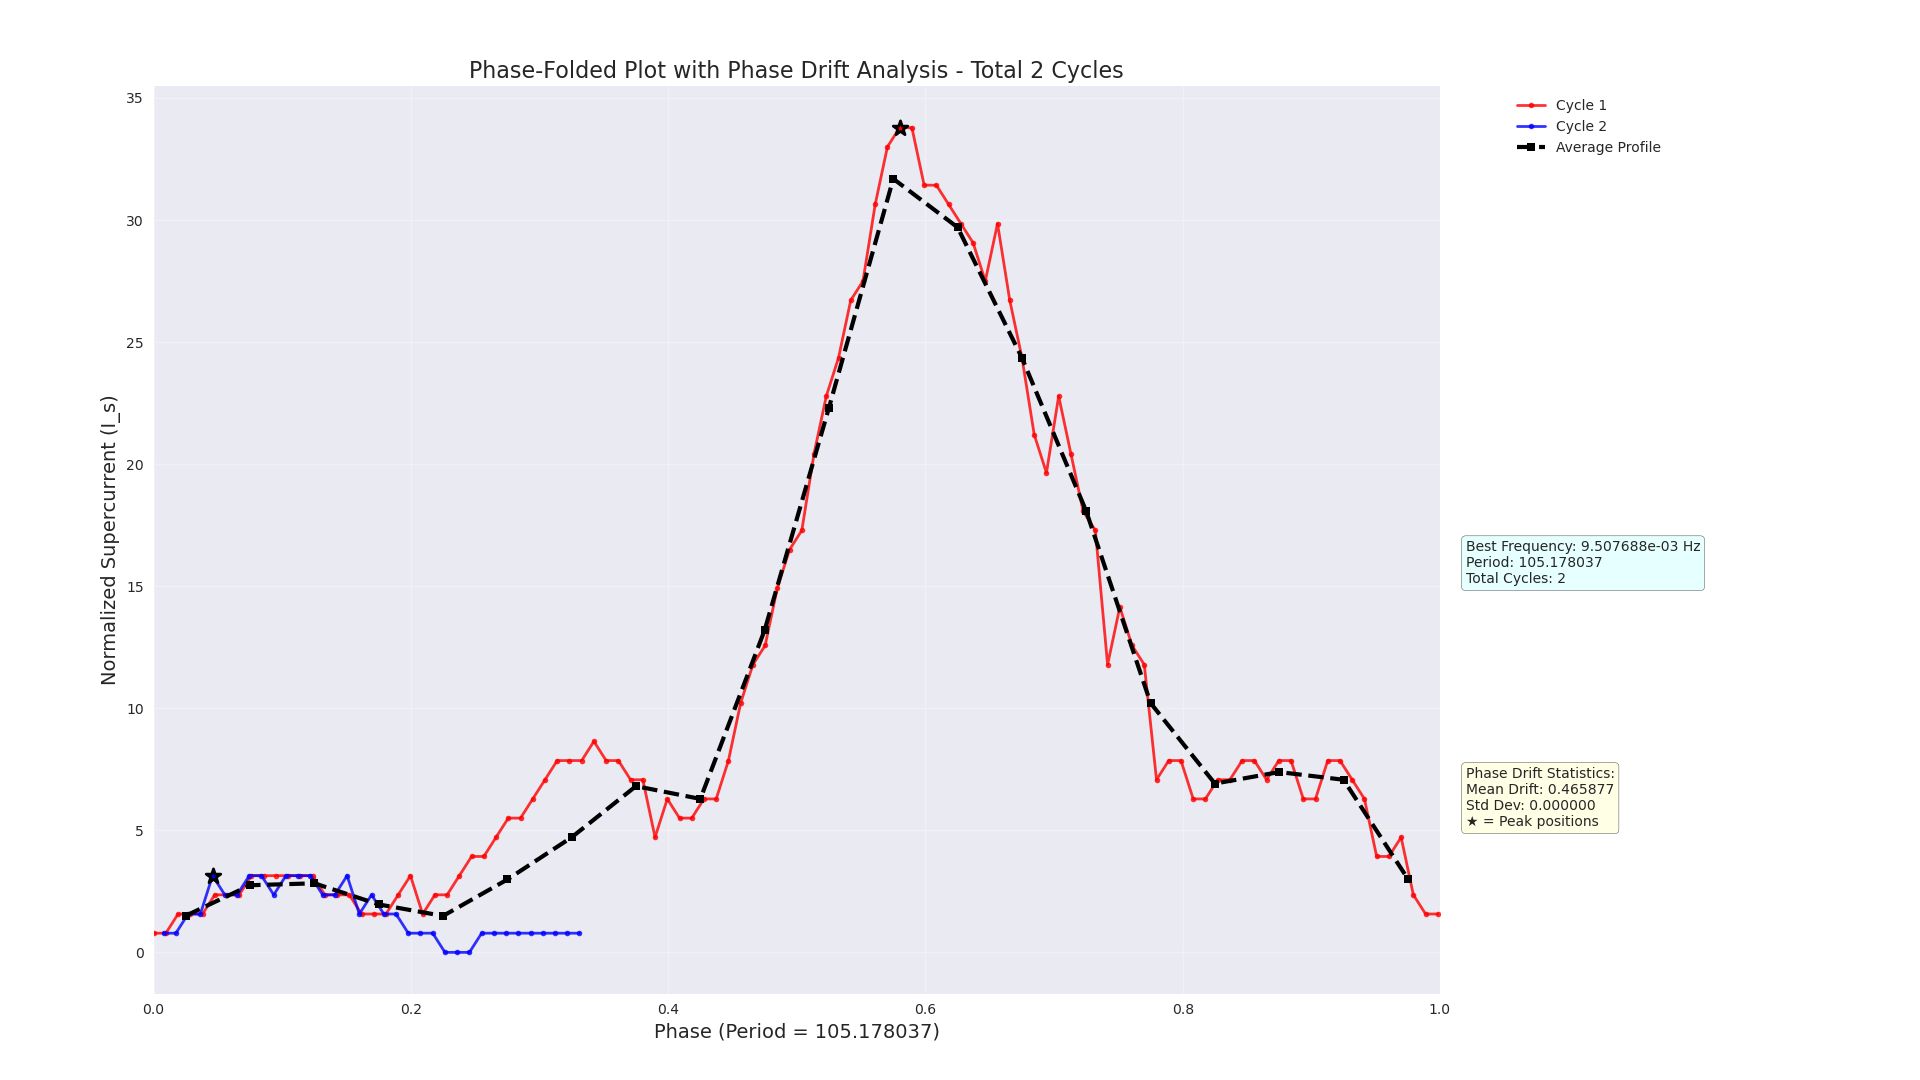 Phase-Folded Plot with Phase Drift Analysis - Total 2 Cycles
Normalized Supercurrent (I_s)
35
30
25
20
15
10
5
0
0.0
0.2
0.4
0.6
0.8
1.0
Phase (Period = 105.178037)
Cycle 1
Cycle 2
Average Profile
Best Frequency: 9.507688e-03 Hz
Period: 105.178037
Total Cycles: 2
Phase Drift Statistics:
Mean Drift: 0.465877
Std Dev: 0.000000
★ = Peak positions